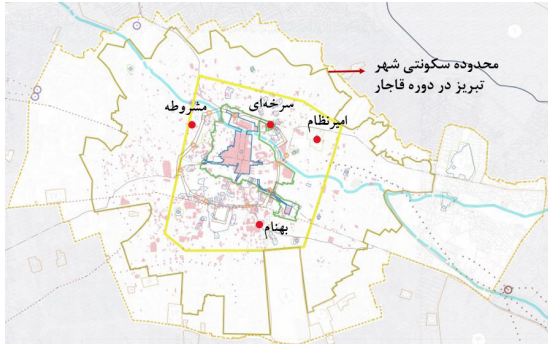 محدوده سکونتی شهر
تبریز در دوره قاجار
سرخه‌ای
مشروطه
امیرنظام
بهنام